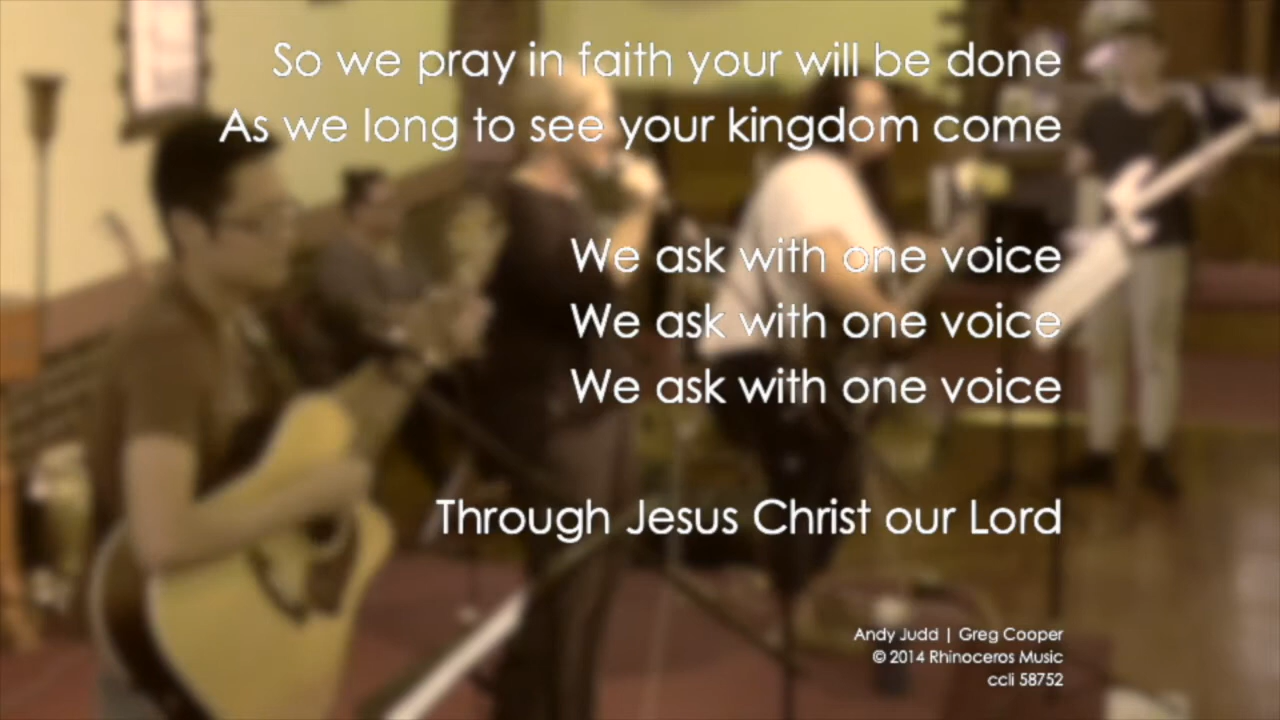 So we pray in faith your will be done
As we long to see your kingdom come
We ask with one voice
We ask with one voice
We ask with one voice
Through Jesus Christ our Lord
Andy Judd | Greg Cooper
© 2014 Rhinoceros Music
ccli 58752